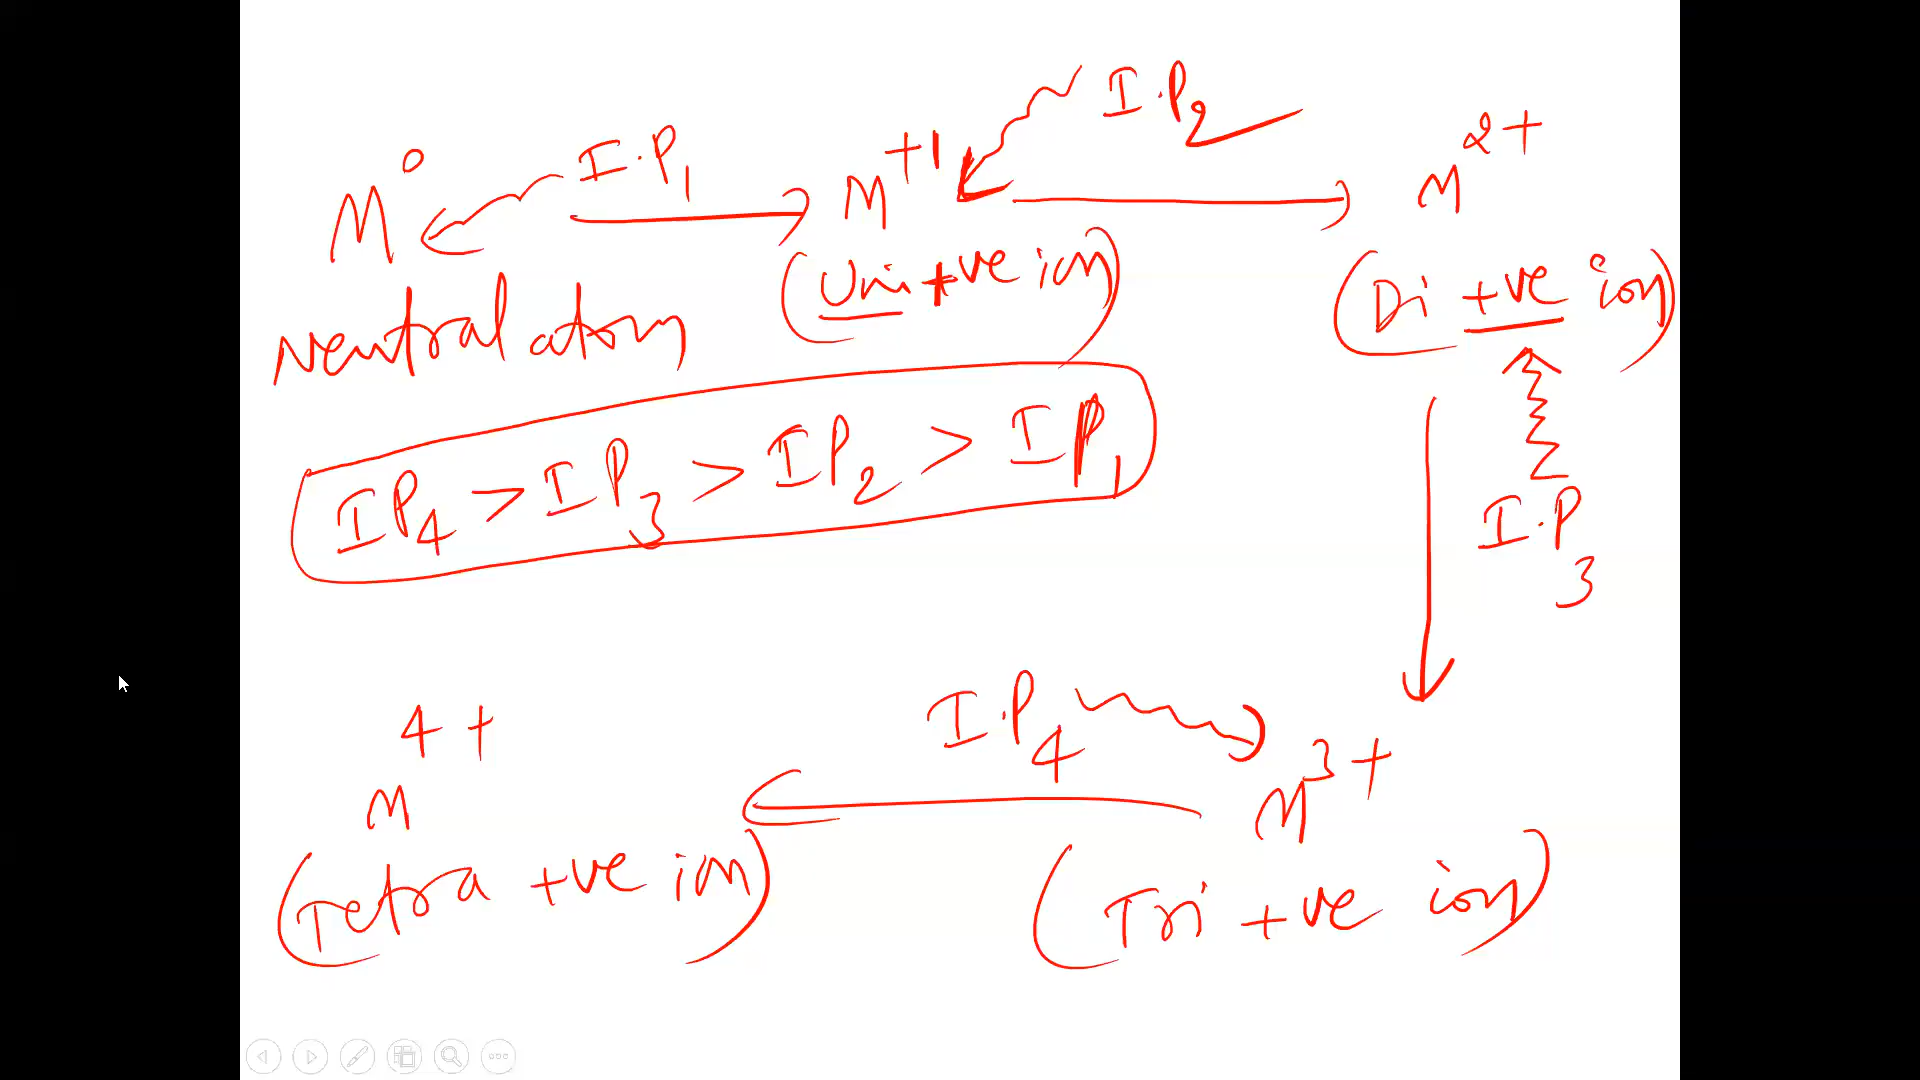 M⁰ I.P₁ M⁺¹ I.P₂ M²⁺
Neutral atom (Uni +ve ion) (Di +ve ion)
IP₄ > IP₃ > IP₂ > IP₁
I.P₃
M⁴⁺ I.P₄ M³⁺
(Tetra +ve ion) (Tri +ve ion)